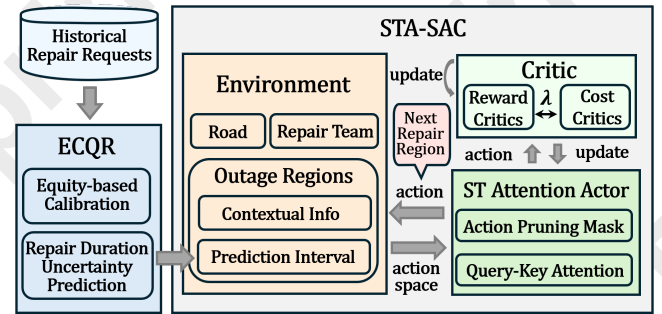 Historical
Repair Requests
ECQR
Equity-based
Calibration
Repair Duration
Uncertainty
Prediction
STA-SAC
Environment
Road
Repair Team
Outage Regions
Contextual Info
Prediction Interval
update
Next
Repair
Region
action
action
space
Critic
Reward
Critics
λ
Cost
Critics
action
update
ST Attention Actor
Action Pruning Mask
Query-Key Attention